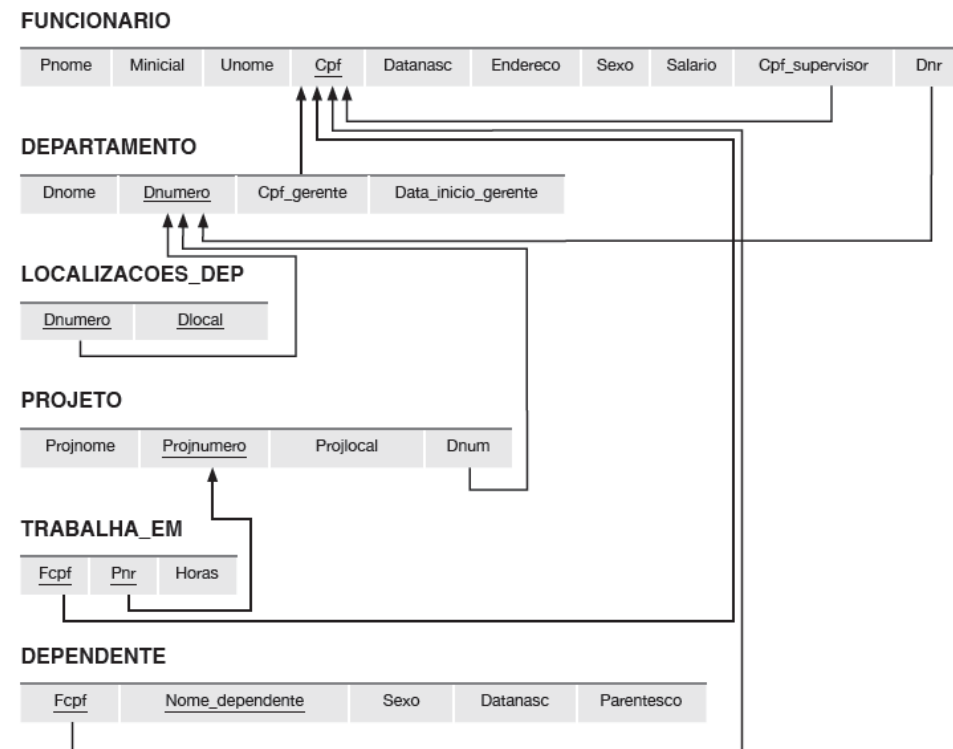 FUNCIONARIO
Pnome Minicial Unome Cpf Datanasc Endereco Sexo Salario Cpf_supervisor Dnr
DEPARTAMENTO
Dnome Dnumero Cpf_gerente Data_inicio_gerente
LOCALIZACOES_DEP
Dnumero Dlocal
PROJETO
Projnome Projnumero Projlocal Dnum
TRABALHA_EM
Fcpf Pnr Horas
DEPENDENTE
Fcpf Nome_dependente Sexo Datanasc Parentesco